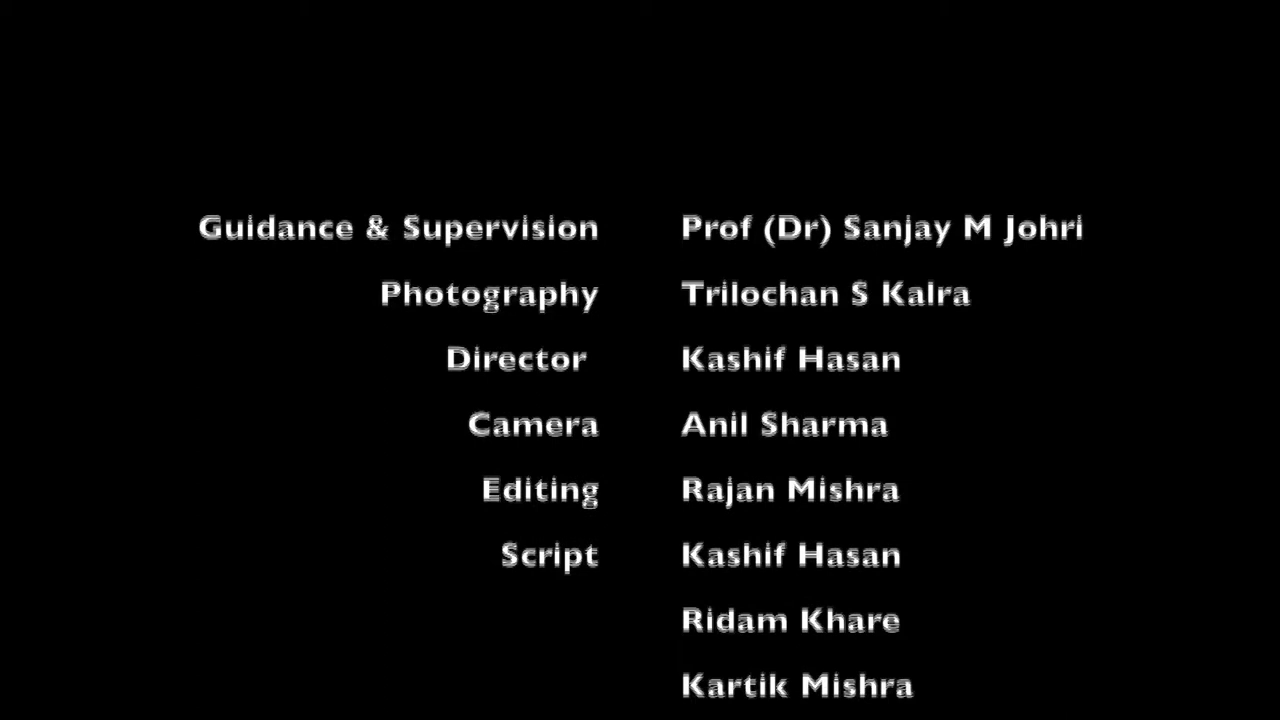 Guidance & Supervision Prof (Dr) Sanjay M Johri
Photography Trilochan S Kalra
Director Kashif Hasan
Camera Anil Sharma
Editing Rajan Mishra
Script Kashif Hasan
Ridam Khare
Kartik Mishra